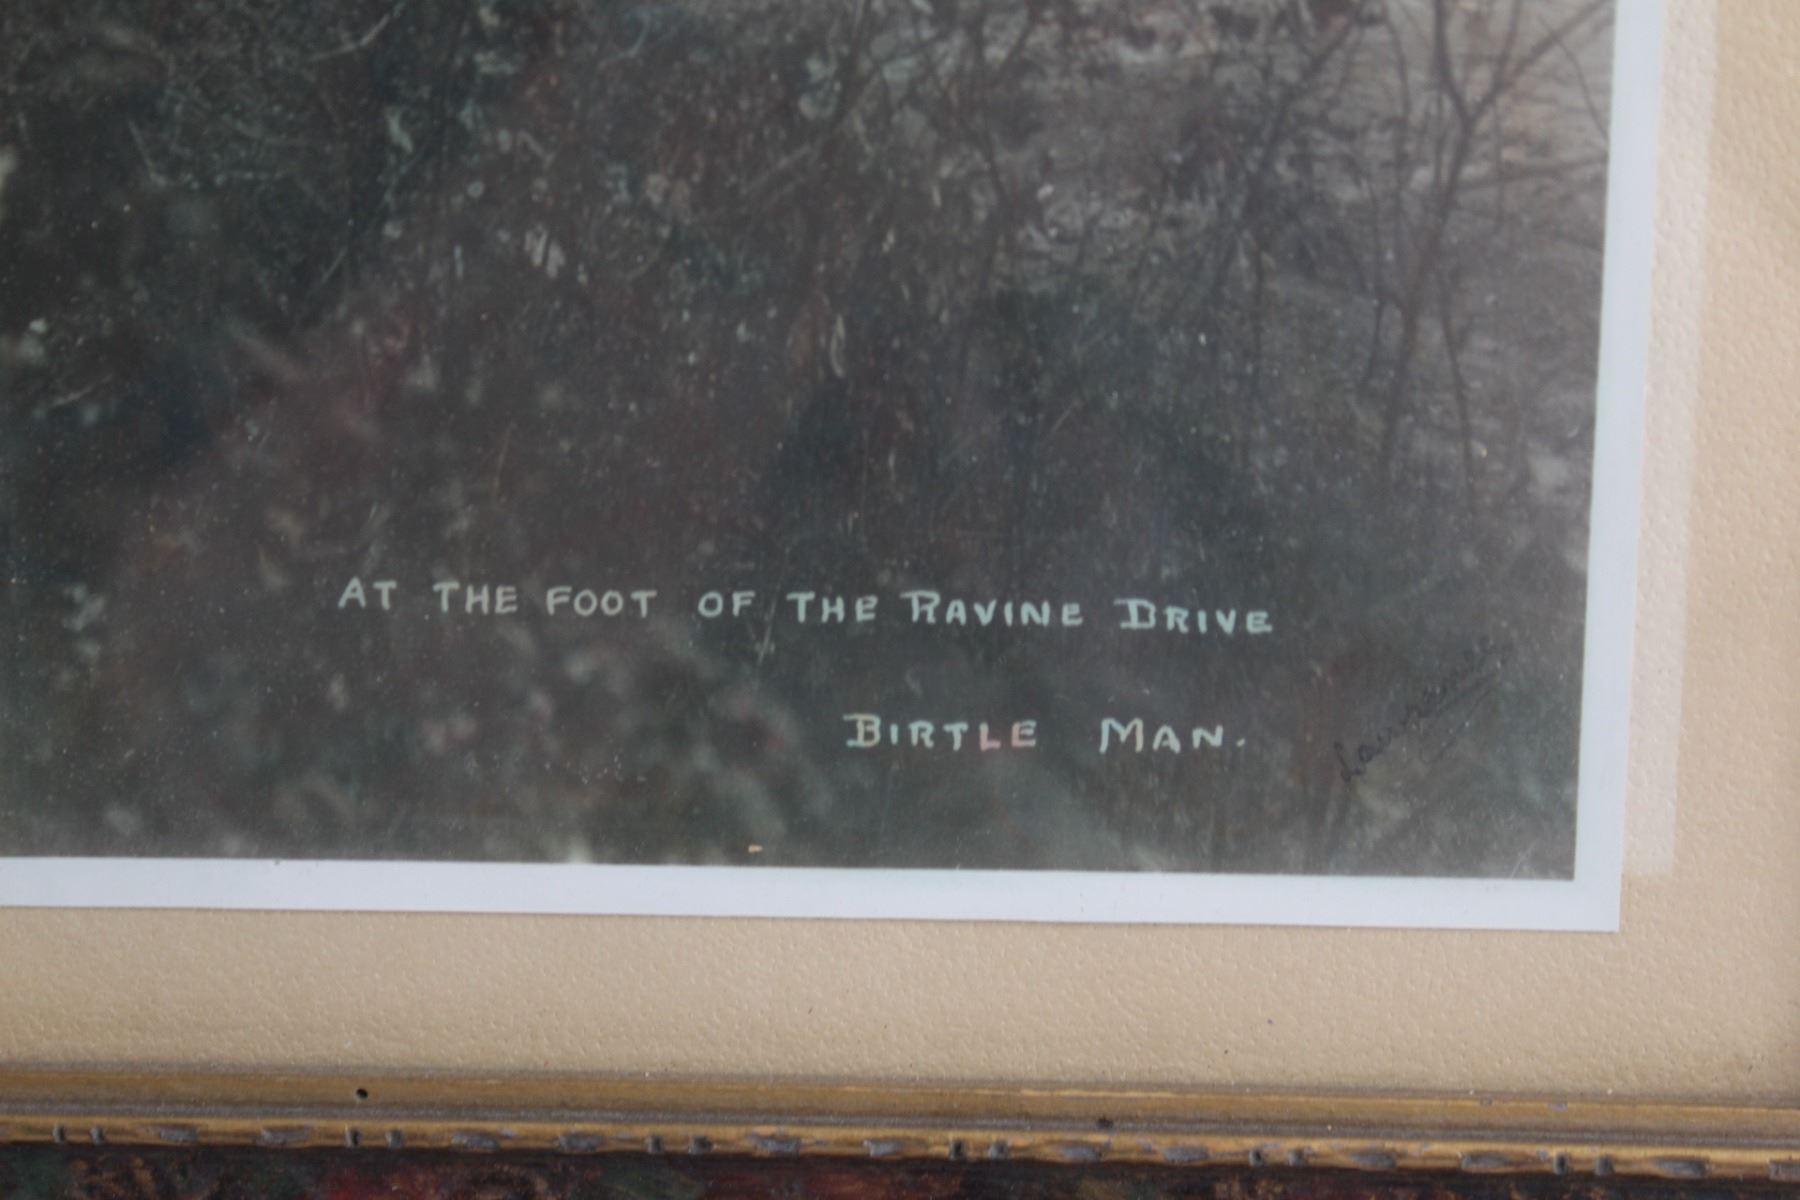 AT THE FOOT OF THE RAVINE DRIVE
BIRTLE MAN.